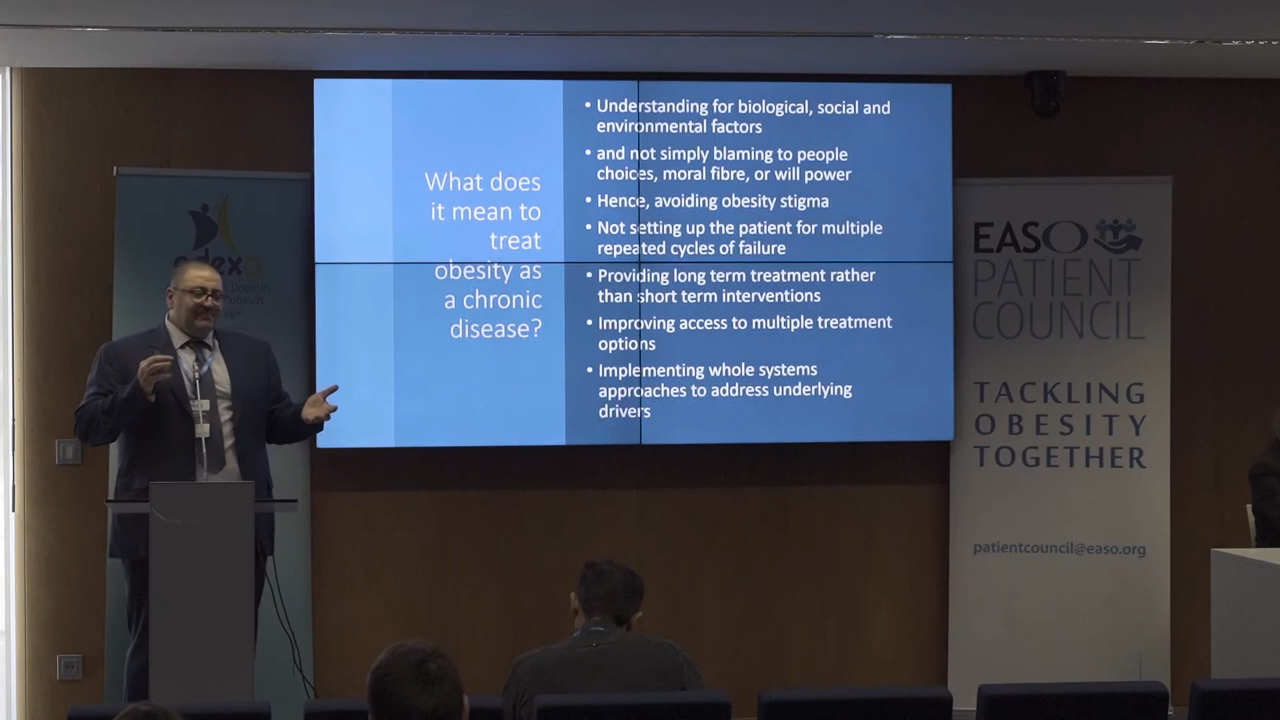 What does
it mean to
treat
obesity as
a chronic
disease?
• Understanding for biological, social and
environmental factors
• and not simply blaming to people
choices, moral fibre, or will power
• Hence, avoiding obesity stigma
• Not setting up the patient for multiple
repeated cycles of failure
• Providing long term treatment rather
than short term interventions
• Improving access to multiple treatment
options
• Implementing whole systems
approaches to address underlying
drivers
EASO
PATIENT
COUNCIL
TACKLING
OBESITY
TOGETHER
patientcouncil@easo.org